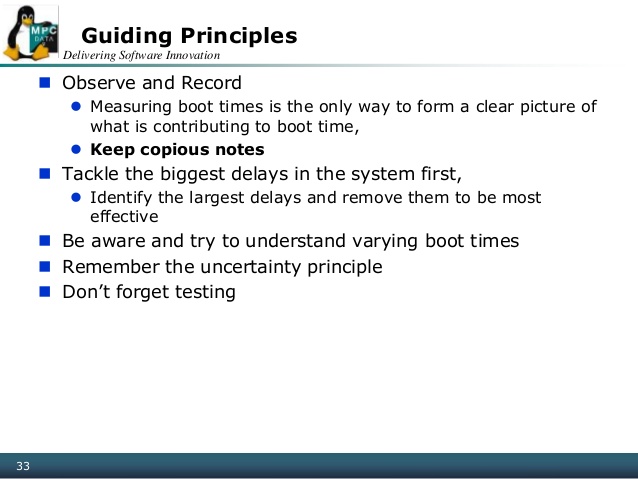 MPC
DATA
Guiding Principles
Delivering Software Innovation
Observe and Record
Measuring boot times is the only way to form a clear picture of
what is contributing to boot time,
Keep copious notes
Tackle the biggest delays in the system first,
Identify the largest delays and remove them to be most
effective
Be aware and try to understand varying boot times
Remember the uncertainty principle
Don’t forget testing
33